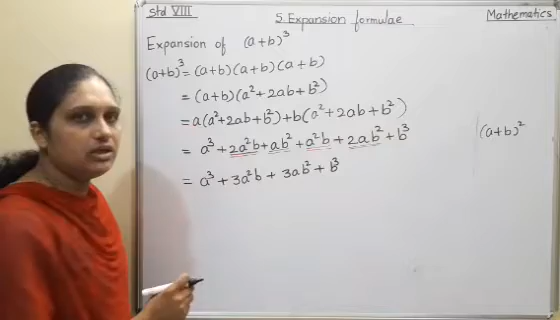 Std VIII 5. Expansion formulae Mathematics
Expansion of (a+b)³
(a+b)³ = (a+b)(a+b)(a+b)
= (a+b)(a²+2ab+b²)
= a(a²+2ab+b²)+b(a²+2ab+b²)
= a³+2a²b+ab²+a²b+2ab²+b³
= a³+3a²b+3ab²+b³
(a+b)²